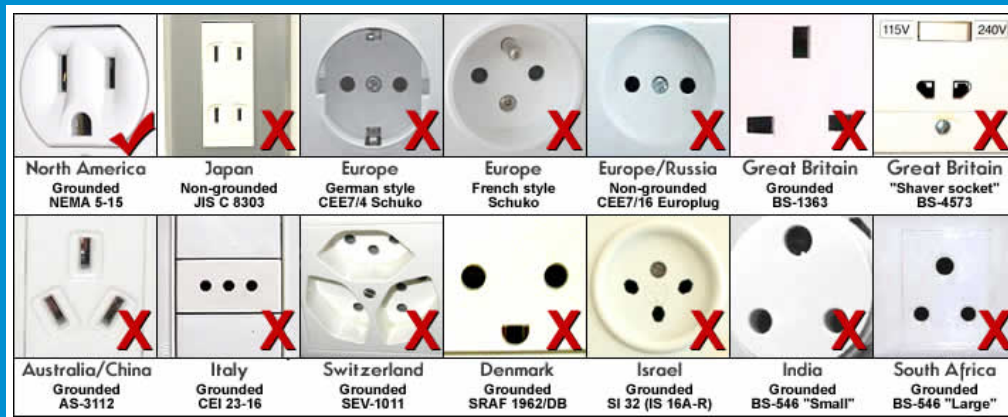 115V 240V
North America
Grounded
NEMA 5-15
Japan
Non-grounded
JIS C 8303
Europe
German style
CEE7/4 Schuko
Europe
French style
Schuko
Europe/Russia
Non-grounded
CEE7/16 Europlug
Great Britain
Grounded
BS-1363
Great Britain
"Shaver socket"
BS-4573
Australia/China
Grounded
AS-3112
Italy
Grounded
CEI 23-16
Switzerland
Grounded
SEV-1011
Denmark
Grounded
SRAF 1962/DB
Israel
Grounded
SI 32 (IS 16A-R)
India
Grounded
BS-546 "Small"
South Africa
Grounded
BS-546 "Large"